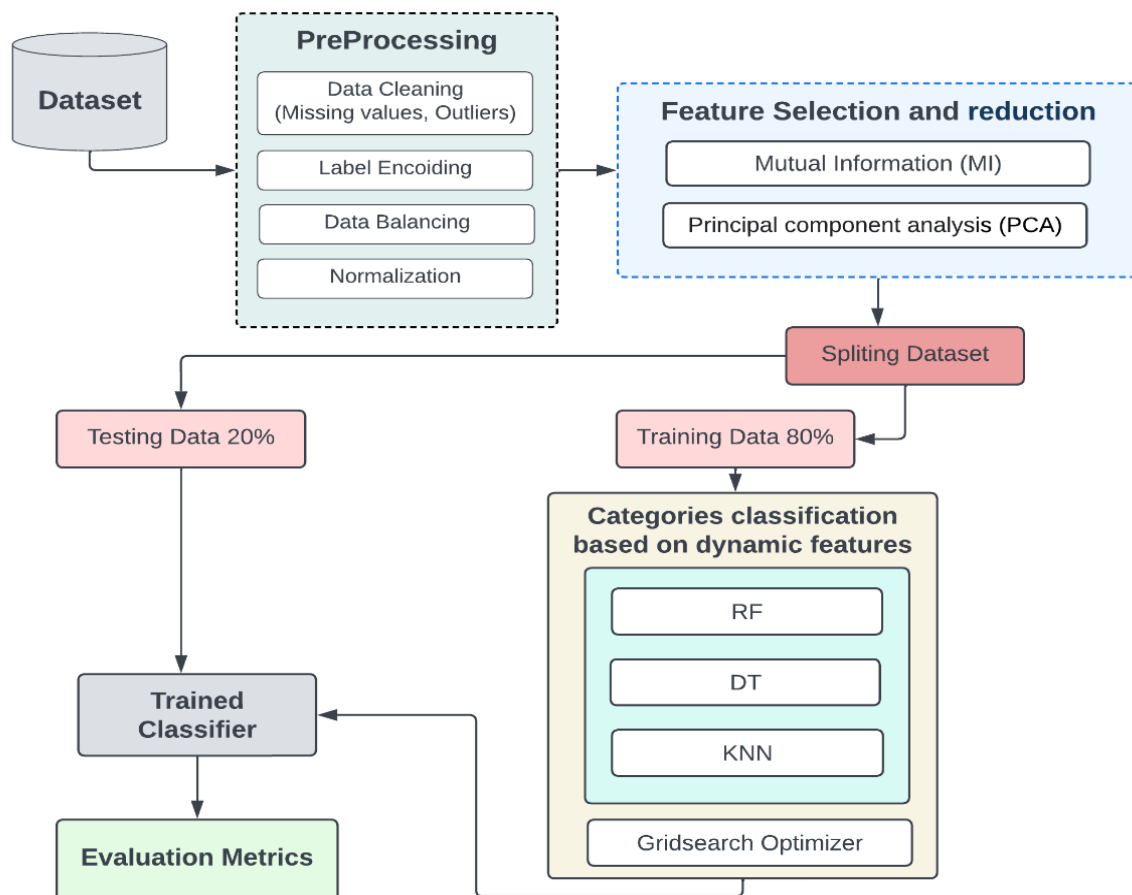 Dataset
PreProcessing
Data Cleaning
(Missing values, Outliers)
Label Encoiding
Data Balancing
Normalization
Feature Selection and reduction
Mutual Information (MI)
Principal component analysis (PCA)
Spliting Dataset
Testing Data 20%
Training Data 80%
Categories classification
based on dynamic features
RF
DT
KNN
Gridsearch Optimizer
Trained
Classifier
Evaluation Metrics